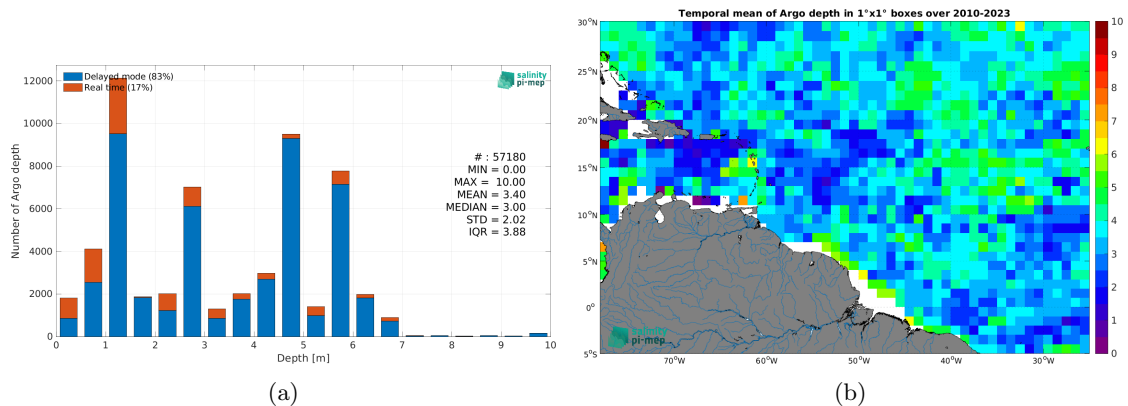 Delayed mode (83%)
Real time (17%)
salinity
pi-mep
# : 57180
MIN = 0.00
MAX = 10.00
MEAN = 3.40
MEDIAN = 3.00
STD = 2.02
IQR = 3.88
Number of Argo depth
12000
10000
8000
6000
4000
2000
0
0 1 2 3 4 5 6 7 8 9 10
Depth [m]
(a)
Temporal mean of Argo depth in 1°x1° boxes over 2010-2023
30°N
25°N
20°N
15°N
10°N
5°N
0°
5°S
70°W 60°W 50°W 40°W 30°W
salinity
pi-mep
10
9
8
7
6
5
4
3
2
1
0
(b)